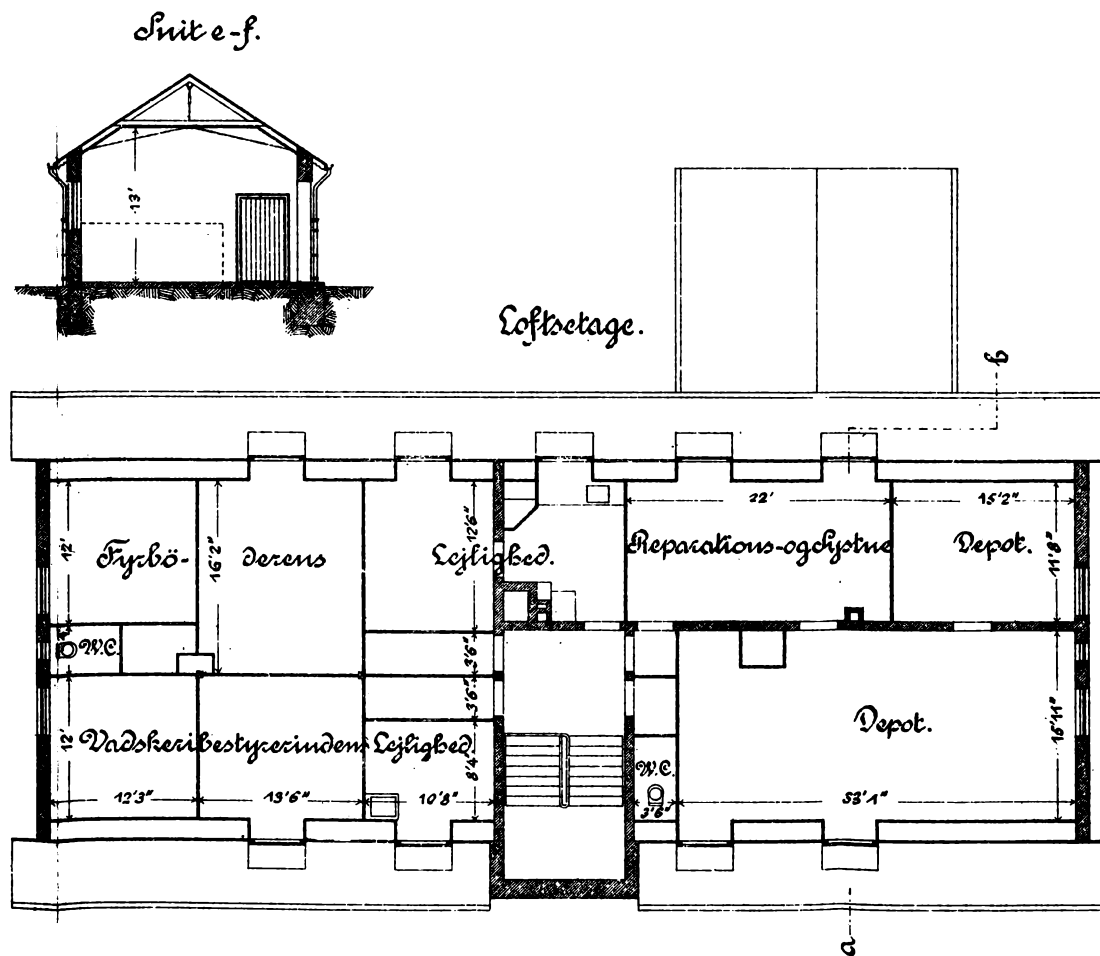 Snit e-f.
13'
Loftsetage.
b
12'
Fyrbö-
16'2"
derens
12'6"
Lejlighed.
22'
Reparations-og Lystue
15'2"
Depot.
11'8"
W.C.
3'6"
3'6"
12'
Vadskeribestyrerindens Lejlighed.
8'4"
12'3"
13'6"
10'8"
W.C.
3'6"
Depot.
53'1"
15'11"
a